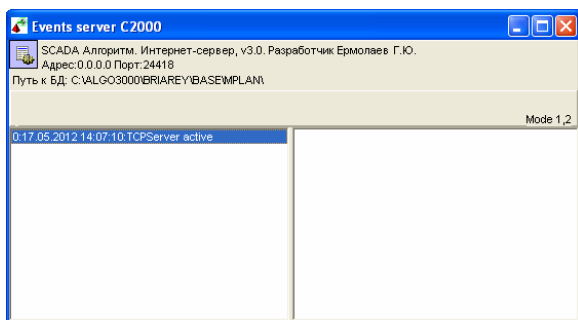 Events server C2000
SCADA Алгоритм. Интернет-сервер, v3.0. Разработчик Ермолаев Г.Ю.
Адрес:0.0.0.0 Порт:24418
Путь к БД: C:\ALGO3000\BRIAREY\BASE\MPLAN\
Mode 1,2
0:17.05.2012 14:07:10:TCPServer active